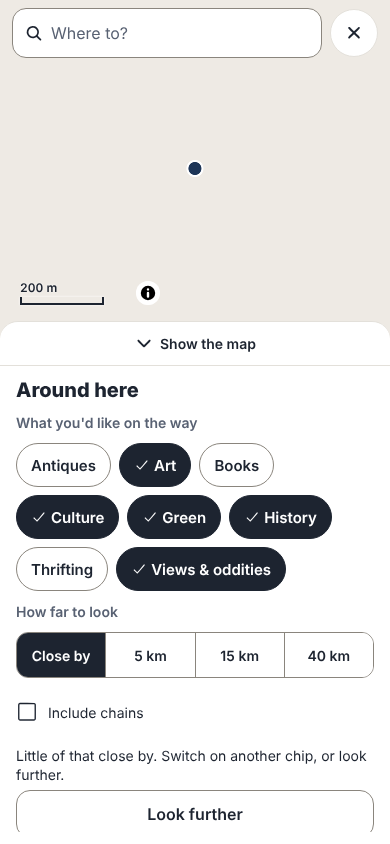 Where to?
200 m
Show the map
Around here
What you'd like on the way
Antiques
Art
Books
Culture
Green
History
Thrifting
Views & oddities
How far to look
Close by
5 km
15 km
40 km
Include chains
Little of that close by. Switch on another chip, or look
further.
Look further